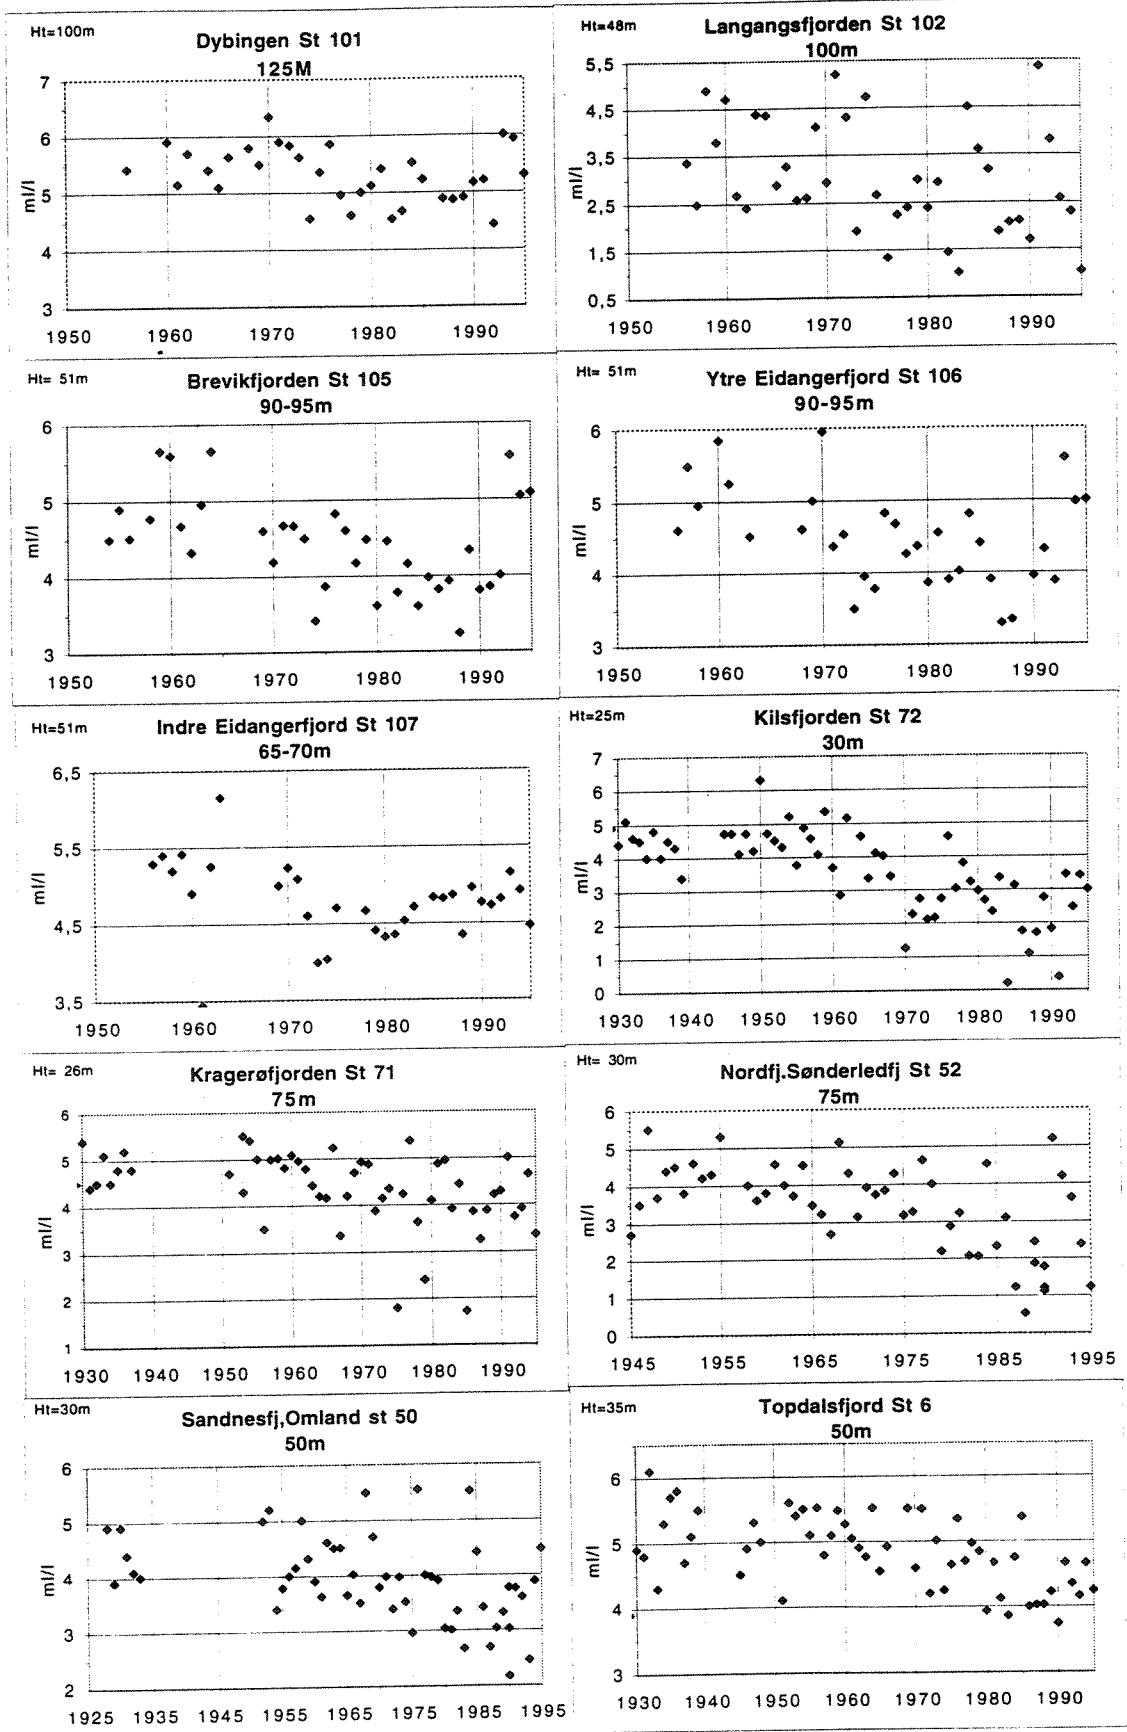 Ht=100m
Dybingen St 101
125M
7
6
5
4
3
ml/l
1950 1960 1970 1980 1990
Ht=48m
Langangsfjorden St 102
100m
5,5
4,5
3,5
2,5
1,5
0,5
ml/l
1950 1960 1970 1980 1990
Ht= 51m
Brevikfjorden St 105
90-95m
6
5
4
3
ml/l
1950 1960 1970 1980 1990
Ht= 51m
Ytre Eidangerfjord St 106
90-95m
6
5
4
3
ml/l
1950 1960 1970 1980 1990
Ht=51m
Indre Eidangerfjord St 107
65-70m
6,5
5,5
4,5
3,5
ml/l
1950 1960 1970 1980 1990
Ht=25m
Kilsfjorden St 72
30m
7
6
5
4
3
2
1
0
ml/l
1930 1940 1950 1960 1970 1980 1990
Ht= 26m
Kragerøfjorden St 71
75m
6
5
4
3
2
1
ml/l
1930 1940 1950 1960 1970 1980 1990
Ht= 30m
Nordfj.Sønderledfj St 52
75m
6
5
4
3
2
1
0
ml/l
1945 1955 1965 1975 1985 1995
Ht=30m
Sandnesfj,Omland st 50
50m
6
5
4
3
2
ml/l
1925 1935 1945 1955 1965 1975 1985 1995
Ht=35m
Topdalsfjord St 6
50m
6
5
4
3
ml/l
1930 1940 1950 1960 1970 1980 1990